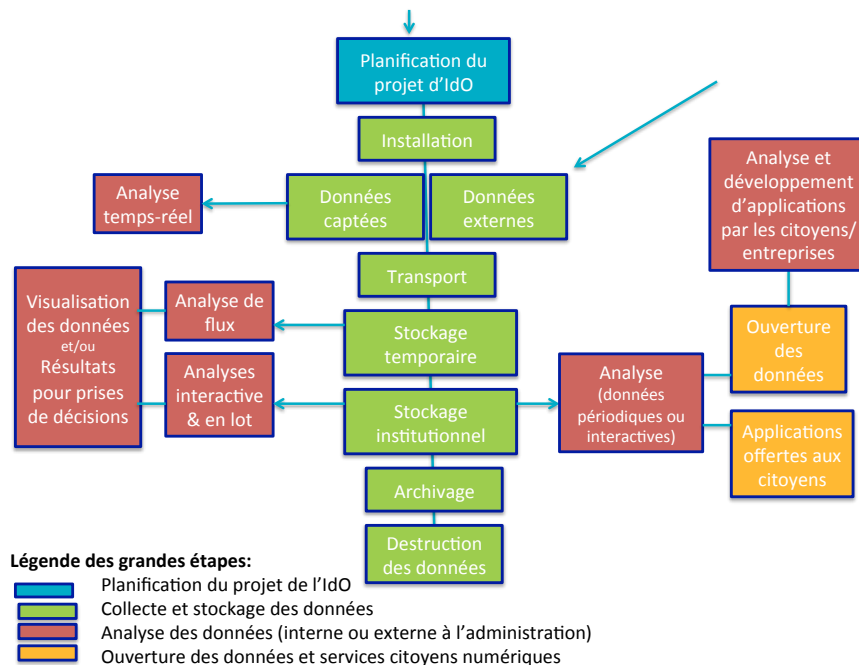 Planification du
projet d'IdO
Installation
Analyse
temps-réel
Données
captées
Données
externes
Analyse et
développement
d'applications
par les citoyens/
entreprises
Transport
Visualisation
des données
et/ou
Résultats
pour prises
de décisions
Analyse de
flux
Stockage
temporaire
Ouverture
des
données
Analyses
interactive
& en lot
Stockage
institutionnel
Analyse
(données
périodiques ou
interactives)
Applications
offertes aux
citoyens
Archivage
Destruction
des données
Légende des grandes étapes:
Planification du projet de l'IdO
Collecte et stockage des données
Analyse des données (interne ou externe à l'administration)
Ouverture des données et services citoyens numériques